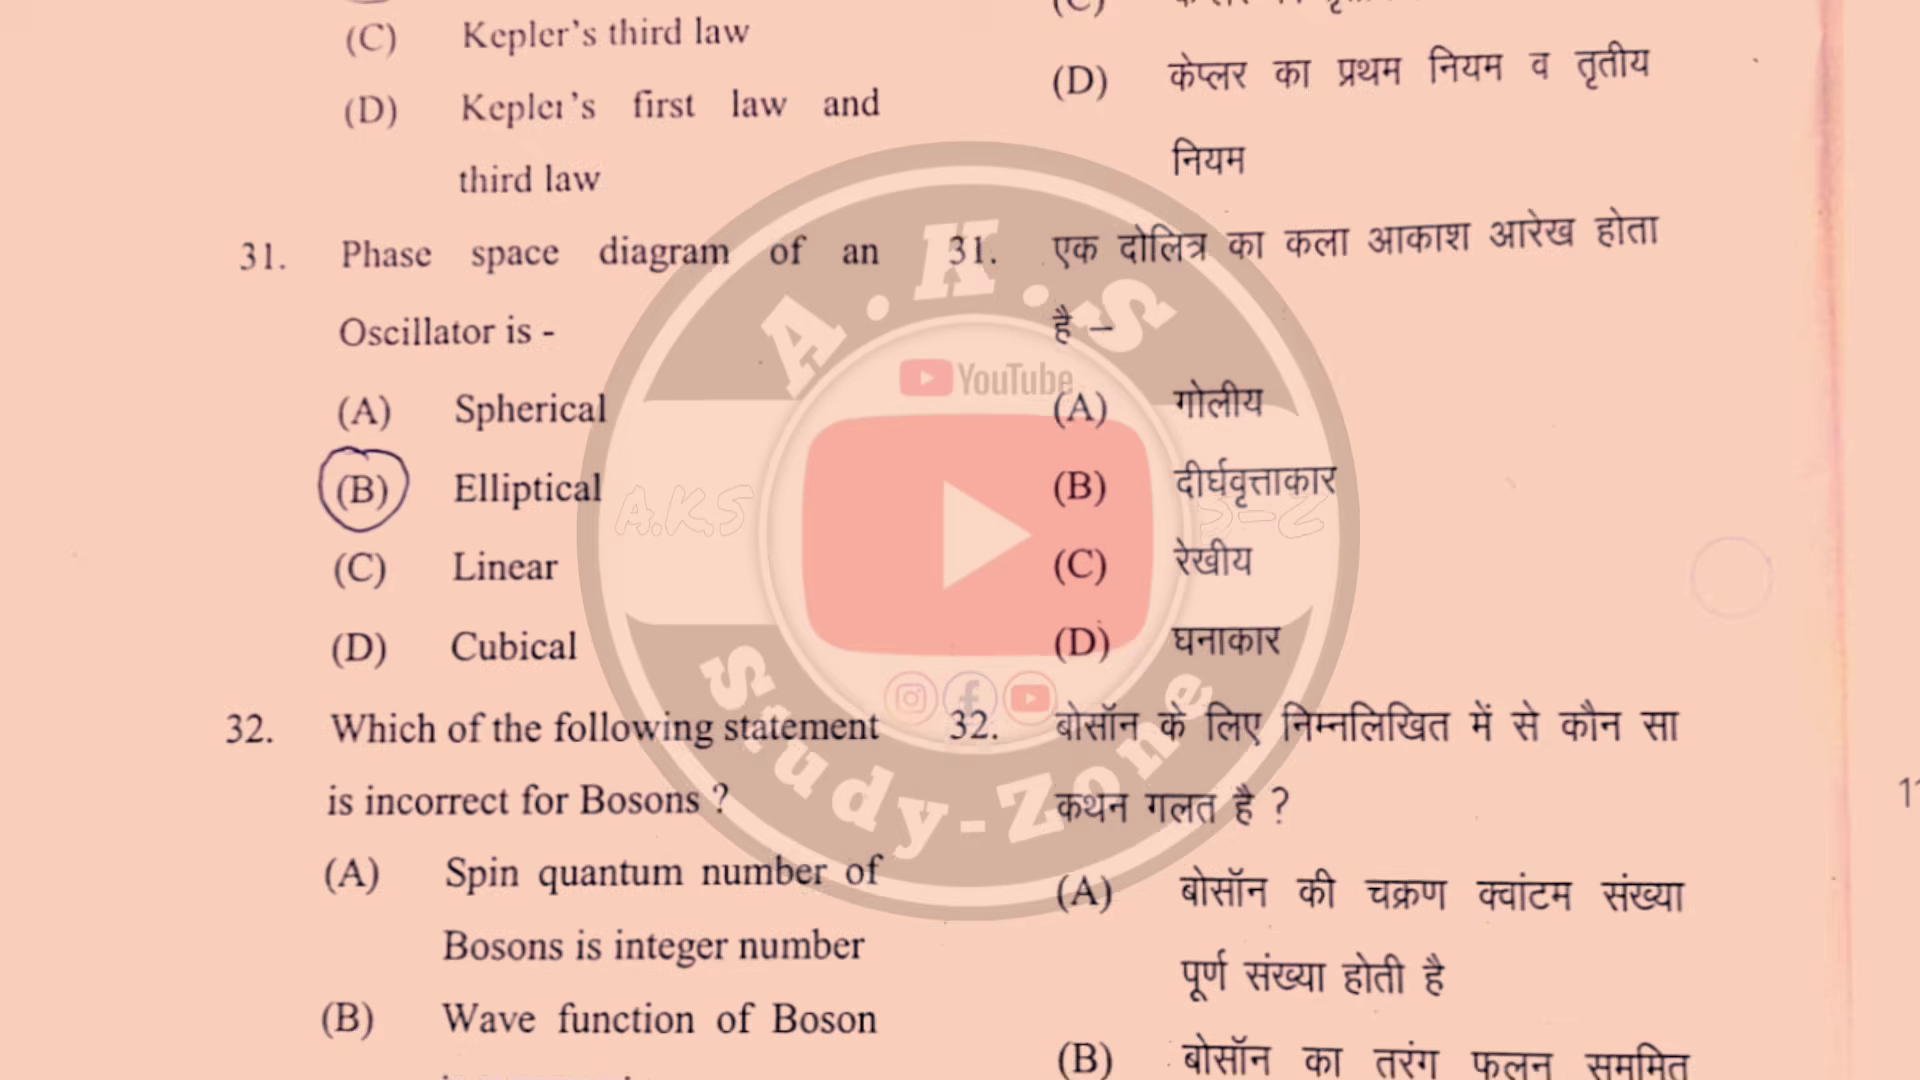 (C) Kepler's third law
(D) Kepler's first law and
third law
31. Phase space diagram of an
Oscillator is -
(A) Spherical
(B) Elliptical
(C) Linear
(D) Cubical
32. Which of the following statement
is incorrect for Bosons ?
(A) Spin quantum number of
Bosons is integer number
(B) Wave function of Boson
(C)
(D) केप्लर का प्रथम नियम व तृतीय
नियम
31. एक दोलित्र का कला आकाश आरेख होता
है –
(A) गोलीय
(B) दीर्घवृत्ताकार
(C) रेखीय
(D) घनाकार
32. बोसॉन के लिए निम्नलिखित में से कौन सा
कथन गलत है ?
(A) बोसॉन की चक्रण क्वांटम संख्या
पूर्ण संख्या होती है
(B) बोसॉन का तरंग फलन सममित
A.K.S
YouTube
A.K.S
S-Z
Study-Zone